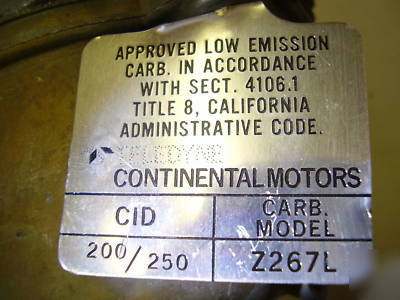 APPROVED LOW EMISSION
CARB. IN ACCORDANCE
WITH SECT. 4106.1
TITLE 8, CALIFORNIA
ADMINISTRATIVE CODE.
TELEDYNE
CONTINENTAL MOTORS
CID
CARB.
MODEL
200/250
Z267L